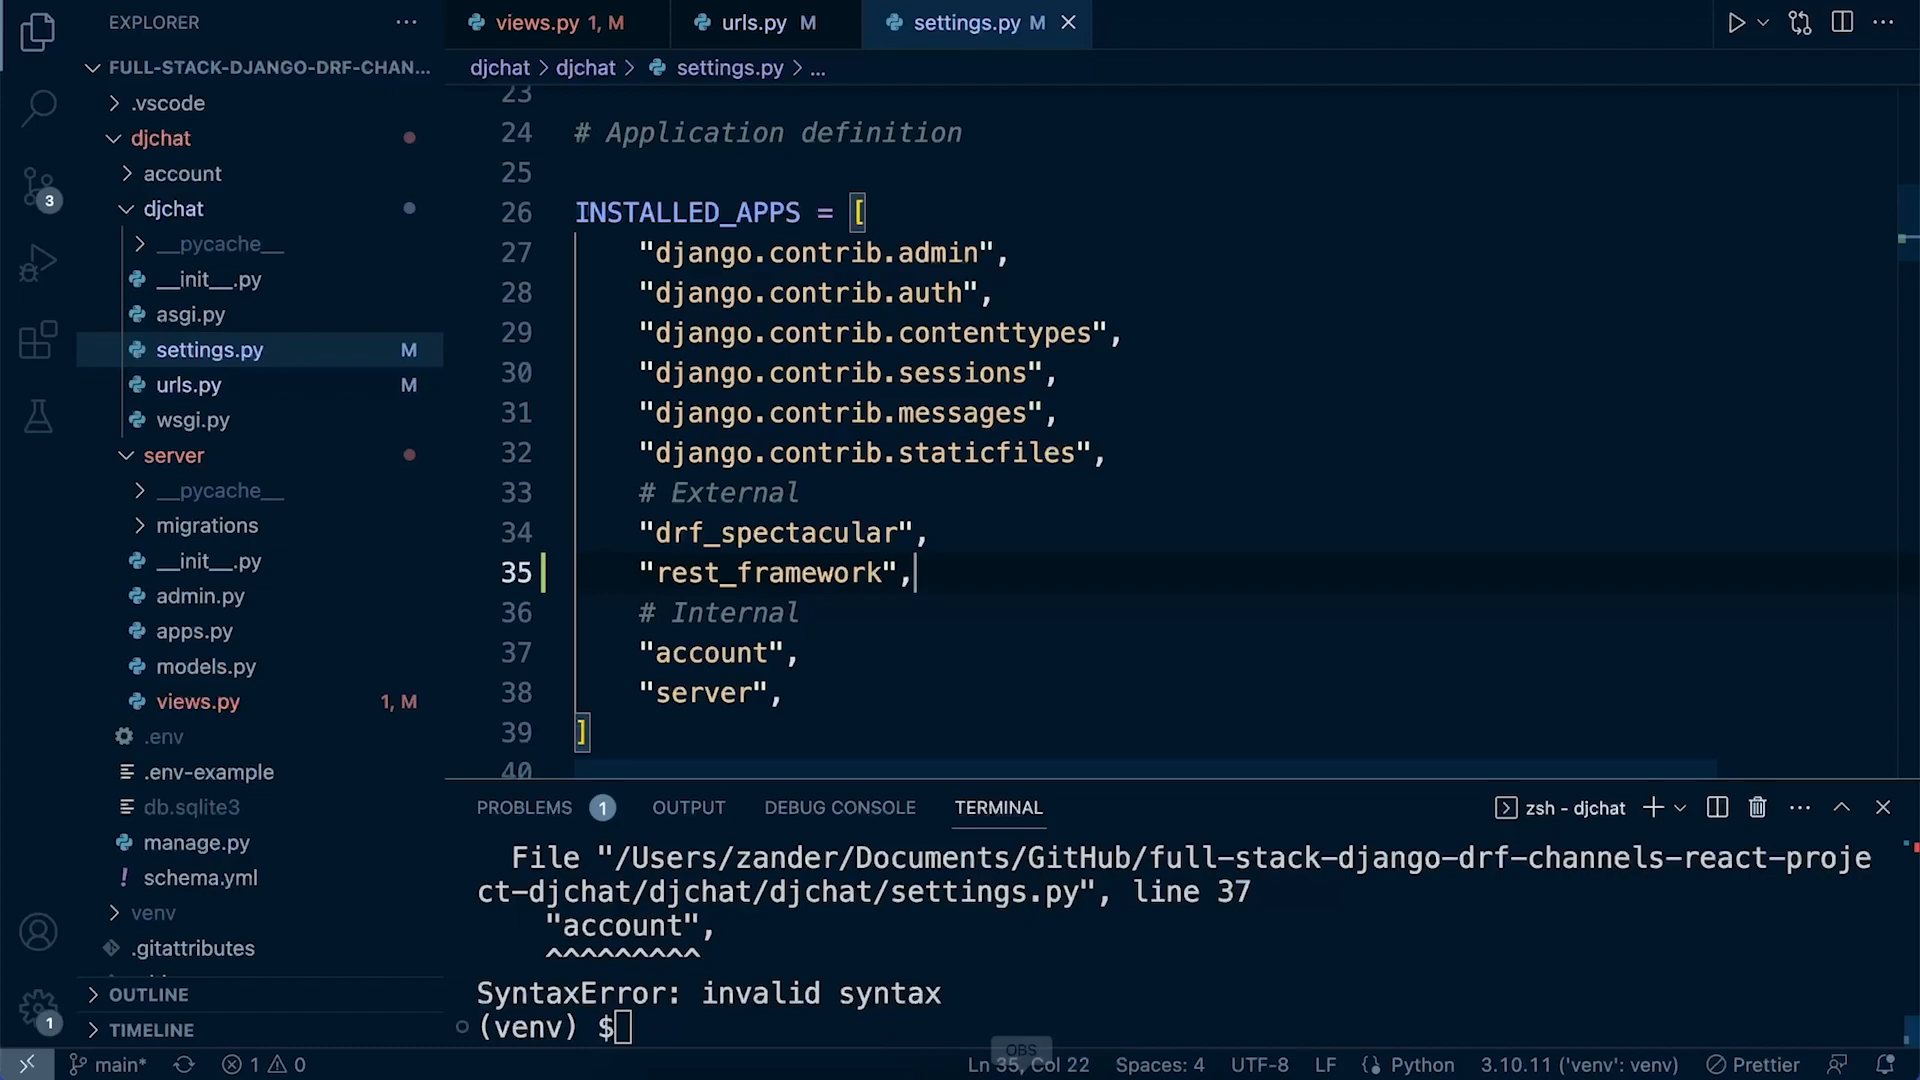 EXPLORER
views.py 1, M
urls.py M
settings.py M
FULL-STACK-DJANGO-DRF-CHAN...
.vscode
djchat
account
djchat
__pycache__
__init__.py
asgi.py
settings.py M
urls.py M
wsgi.py
server
__pycache__
migrations
__init__.py
admin.py
apps.py
models.py
views.py 1, M
.env
.env-example
db.sqlite3
manage.py
schema.yml
venv
.gitattributes
OUTLINE
TIMELINE
3
1
djchat > djchat > settings.py > ...
23
24 # Application definition
25
26 INSTALLED_APPS = [
27 "django.contrib.admin",
28 "django.contrib.auth",
29 "django.contrib.contenttypes",
30 "django.contrib.sessions",
31 "django.contrib.messages",
32 "django.contrib.staticfiles",
33 # External
34 "drf_spectacular",
35 "rest_framework",
36 # Internal
37 "account",
38 "server",
39 ]
40
PROBLEMS 1 OUTPUT DEBUG CONSOLE TERMINAL
zsh - djchat
File "/Users/zander/Documents/GitHub/full-stack-django-drf-channels-react-proje
ct-djchat/djchat/djchat/settings.py", line 37
"account",
^^^^^^^^^
SyntaxError: invalid syntax
(venv) $
OBS
main* 1 0 Ln 35, Col 22 Spaces: 4 UTF-8 LF Python 3.10.11 ('venv': venv) Prettier